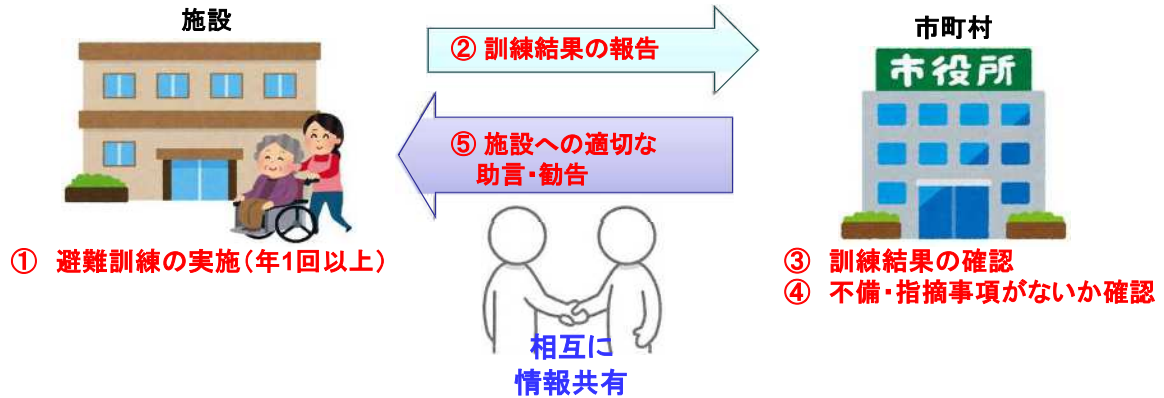 施設
市町村
市役所
② 訓練結果の報告
⑤ 施設への適切な
助言・勧告
① 避難訓練の実施(年1回以上)
③ 訓練結果の確認
④ 不備・指摘事項がないか確認
相互に
情報共有